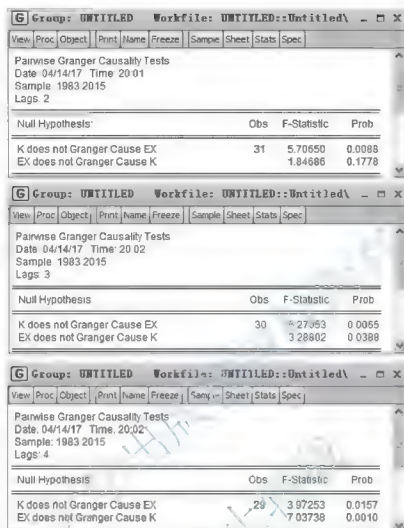 Group: UNTITLED Workfile: UNTITLED::Untitled\
View Proc Object Print Name Freeze Sample Sheet Stats Spec
Pairwise Granger Causality Tests
Date: 04/14/17 Time: 20:01
Sample: 1983 2015
Lags: 2
Null Hypothesis: Obs F-Statistic Prob
K does not Granger Cause EX 31 5.70650 0.0088
EX does not Granger Cause K 1.84686 0.1778
Group: UNTITLED Workfile: UNTITLED::Untitled\
View Proc Object Print Name Freeze Sample Sheet Stats Spec
Pairwise Granger Causality Tests
Date: 04/14/17 Time: 20:02
Sample: 1983 2015
Lags: 3
Null Hypothesis Obs F-Statistic Prob
K does not Granger Cause EX 30 0.0055
EX does not Granger Cause K 3.28802 0.0388
Group: UNTITLED Workfile: UNTITLED::Untitled\
View Proc Object Print Name Freeze Sheet Stats Spec
Pairwise Granger Causality Tests
Date: 04/14/17 Time: 20:02
Sample: 1983 2015
Lags: 4
Null Hypothesis Obs F-Statistic Prob
K does not Granger Cause EX 29 3.97253 0.0157
EX does not Granger Cause K 7.03738 0.0010